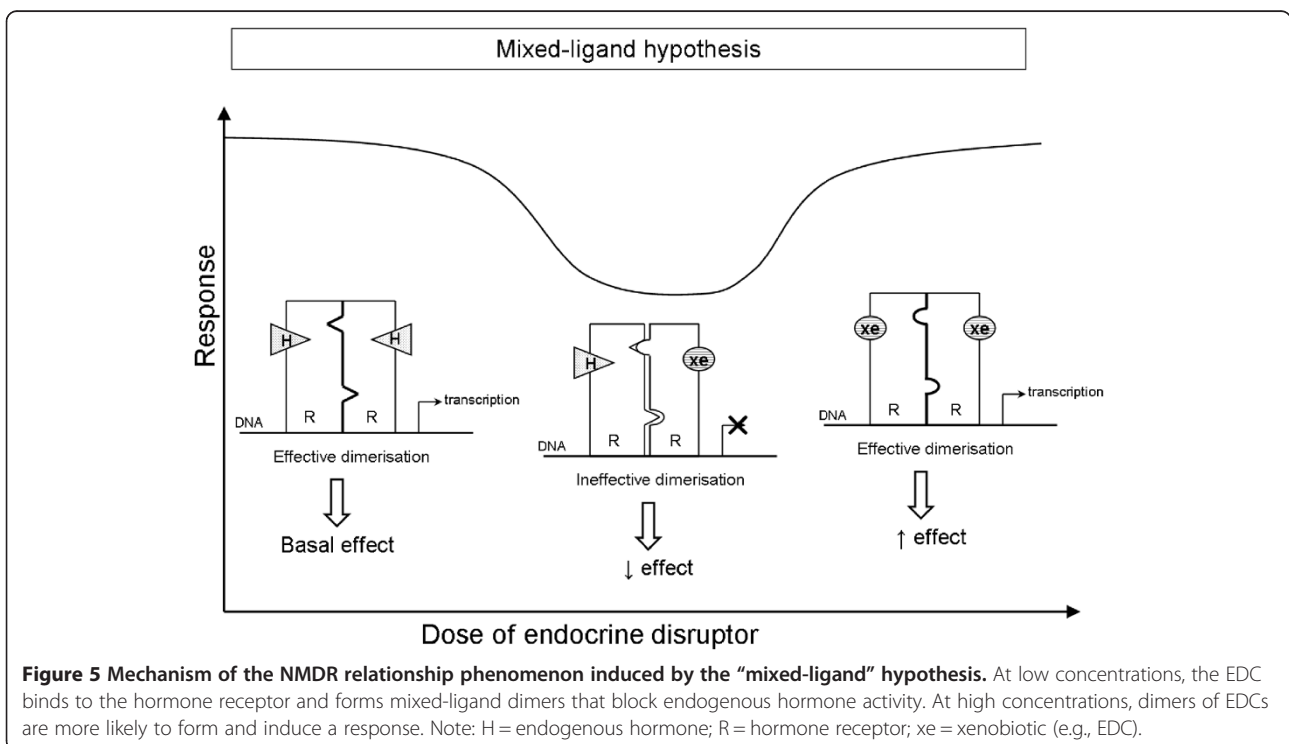 Mixed-ligand hypothesis
Response
H
H
R
R
DNA
transcription
Effective dimerisation
Basal effect
H
xe
R
R
DNA
Ineffective dimerisation
↓ effect
xe
xe
R
R
DNA
transcription
Effective dimerisation
↑ effect
Dose of endocrine disruptor
Figure 5 Mechanism of the NMDR relationship phenomenon induced by the “mixed-ligand” hypothesis. At low concentrations, the EDC
binds to the hormone receptor and forms mixed-ligand dimers that block endogenous hormone activity. At high concentrations, dimers of EDCs
are more likely to form and induce a response. Note: H = endogenous hormone; R = hormone receptor; xe = xenobiotic (e.g., EDC).